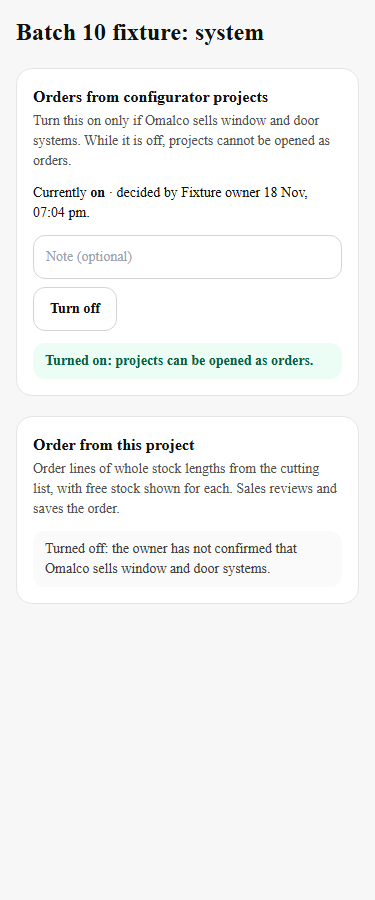 Batch 10 fixture: system
Orders from configurator projects
Turn this on only if Omalco sells window and door
systems. While it is off, projects cannot be opened as
orders.
Currently on · decided by Fixture owner 18 Nov,
07:04 pm.
Note (optional)
Turn off
Turned on: projects can be opened as orders.
Order from this project
Order lines of whole stock lengths from the cutting
list, with free stock shown for each. Sales reviews and
saves the order.
Turned off: the owner has not confirmed that
Omalco sells window and door systems.